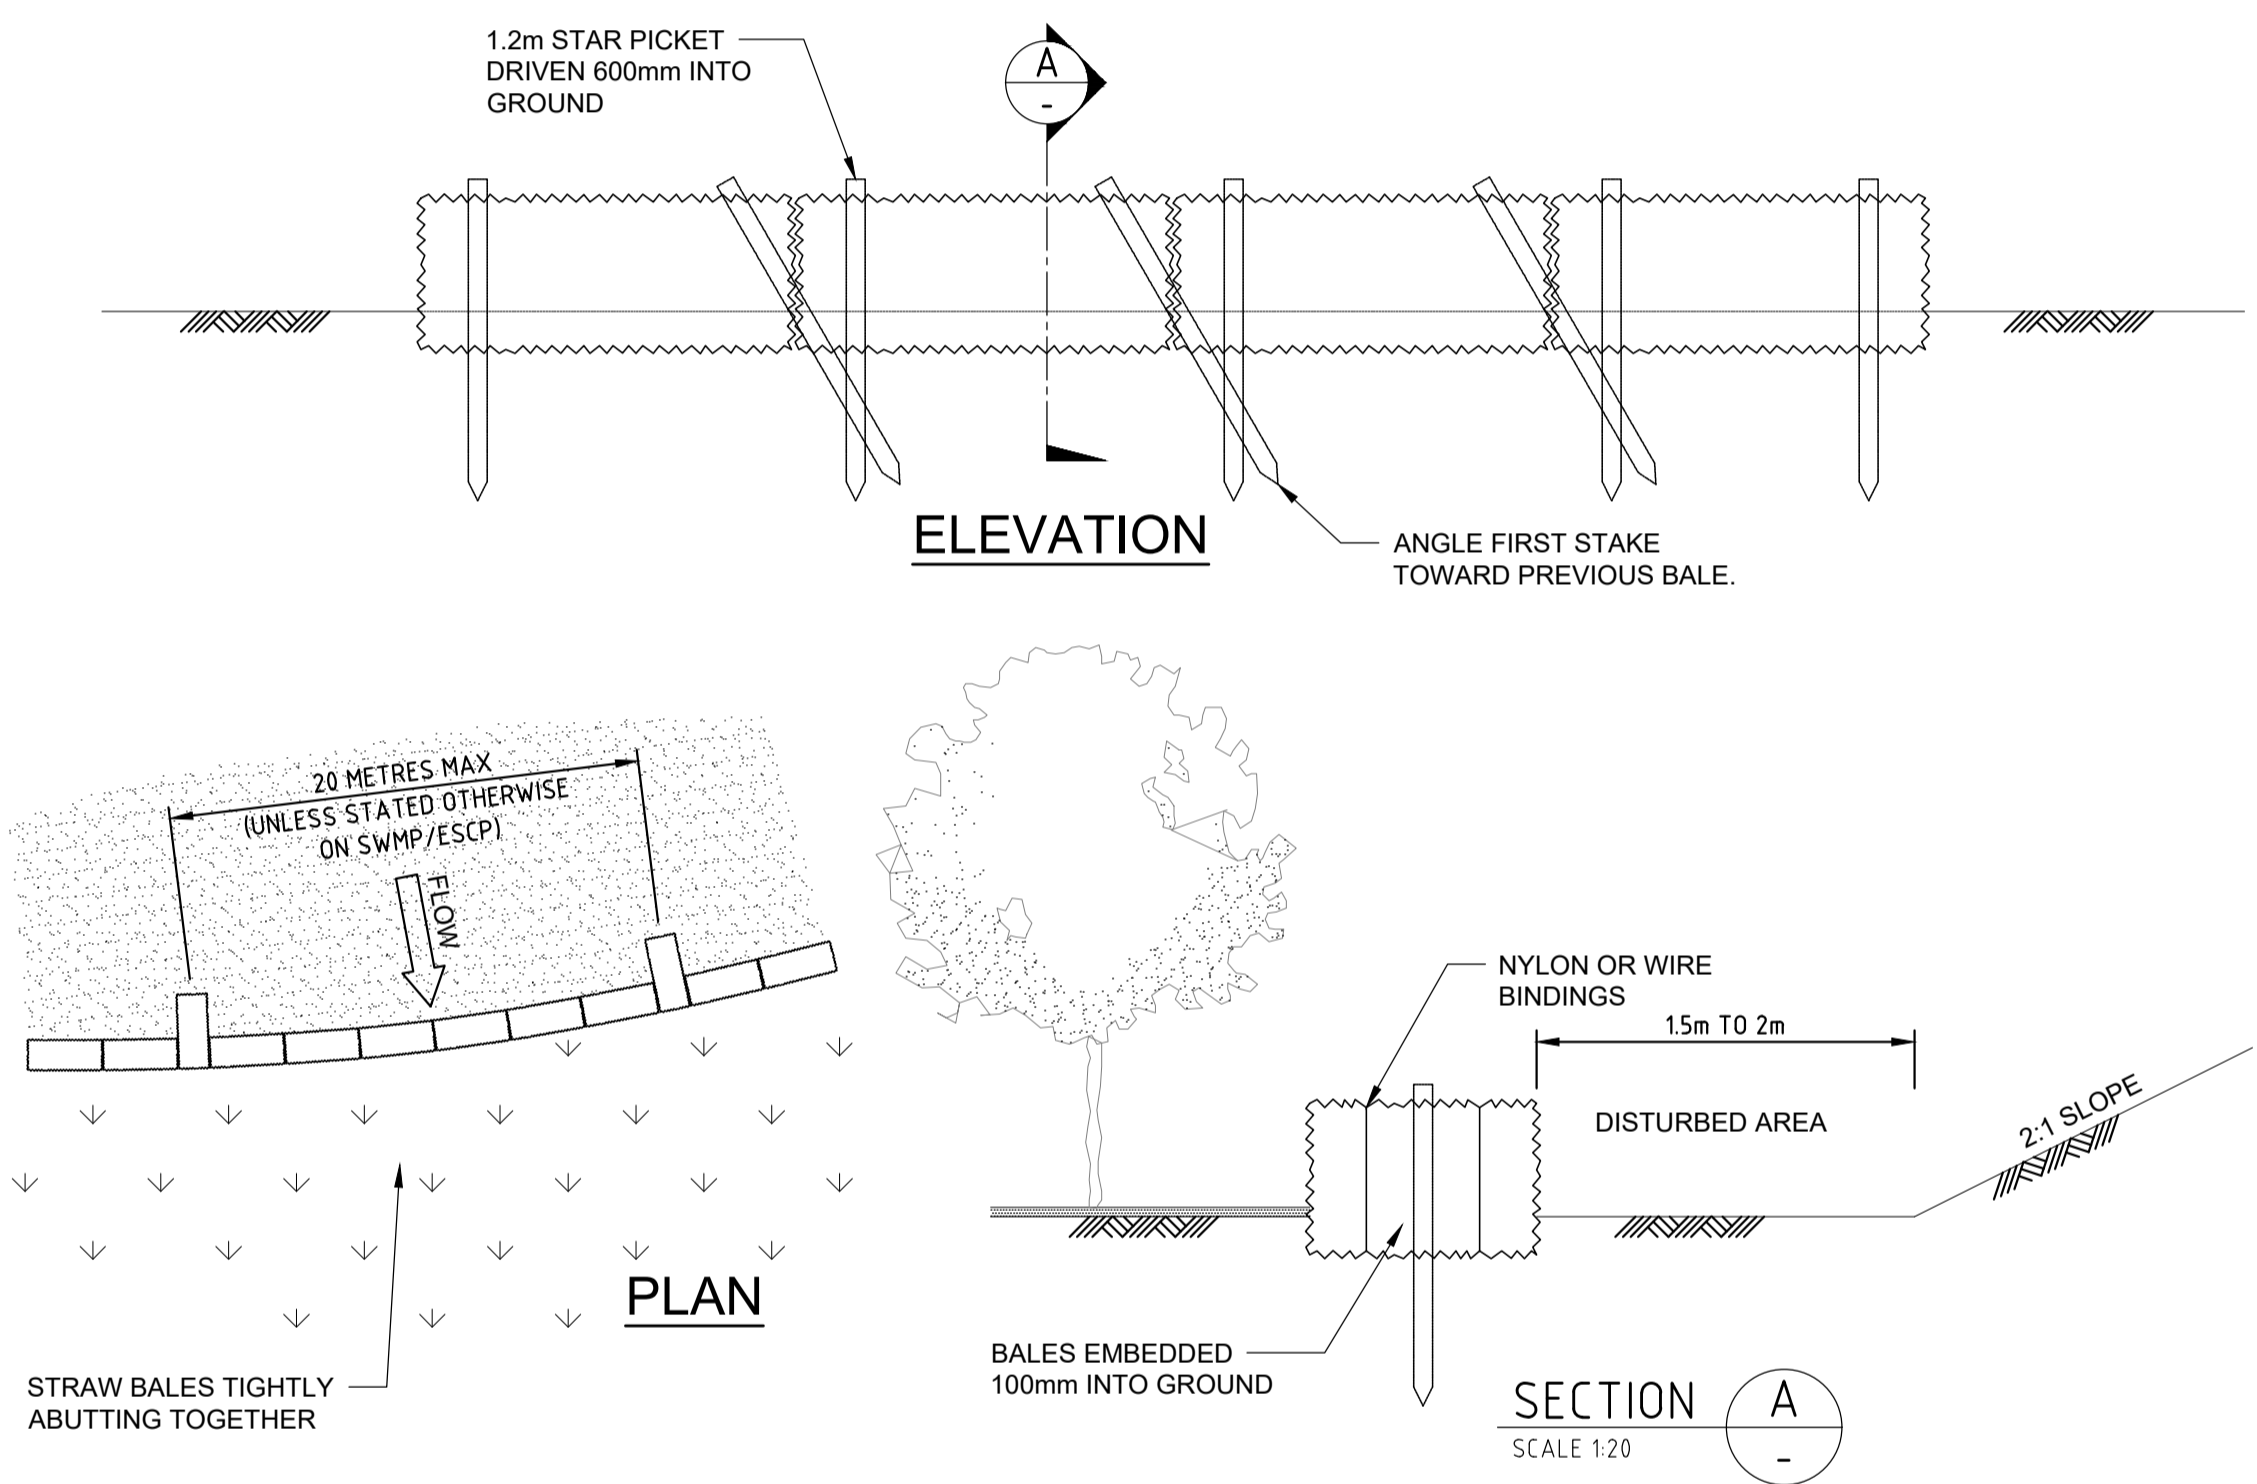 1.2m STAR PICKET
DRIVEN 600mm INTO
GROUND
A
-
ELEVATION
ANGLE FIRST STAKE
TOWARD PREVIOUS BALE.
20 METRES MAX
(UNLESS STATED OTHERWISE
ON SWMP/ESCP)
FLOW
PLAN
STRAW BALES TIGHTLY
ABUTTING TOGETHER
NYLON OR WIRE
BINDINGS
1.5m TO 2m
DISTURBED AREA
2:1 SLOPE
BALES EMBEDDED
100mm INTO GROUND
SECTION
SCALE 1:20
A
-